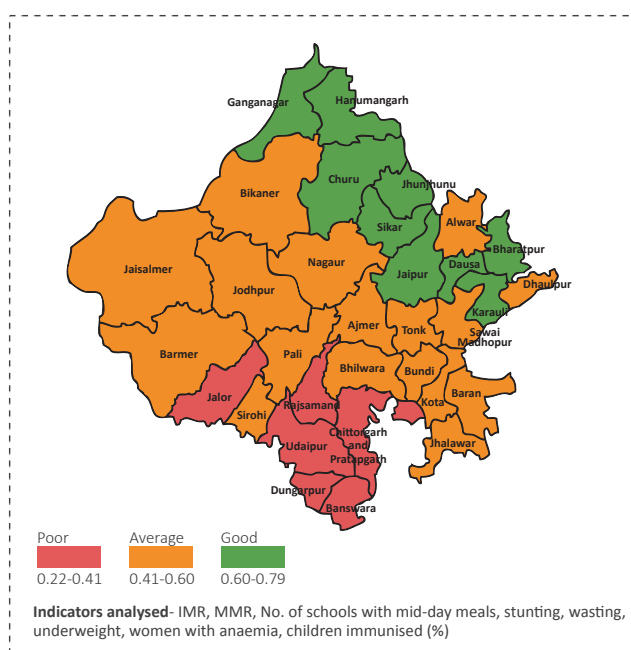 Ganganagar
Hanumangarh
Churu
Jhunjhunu
Bikaner
Sikar
Alwar
Bharatpur
Jaisalmer
Nagaur
Jaipur
Dausa
Dhaulpur
Jodhpur
Karauli
Ajmer
Tonk
Sawai
Madhopur
Barmer
Pali
Bhilwara
Bundi
Jalor
Sirohi
Rajsamand
Kota
Baran
Chittorgarh
and
Pratapgarh
Udaipur
Jhalawar
Dungarpur
Banswara
Poor
Average
Good
0.22-0.41
0.41-0.60
0.60-0.79
Indicators analysed- IMR, MMR, No. of schools with mid-day meals, stunting, wasting,
underweight, women with anaemia, children immunised (%)